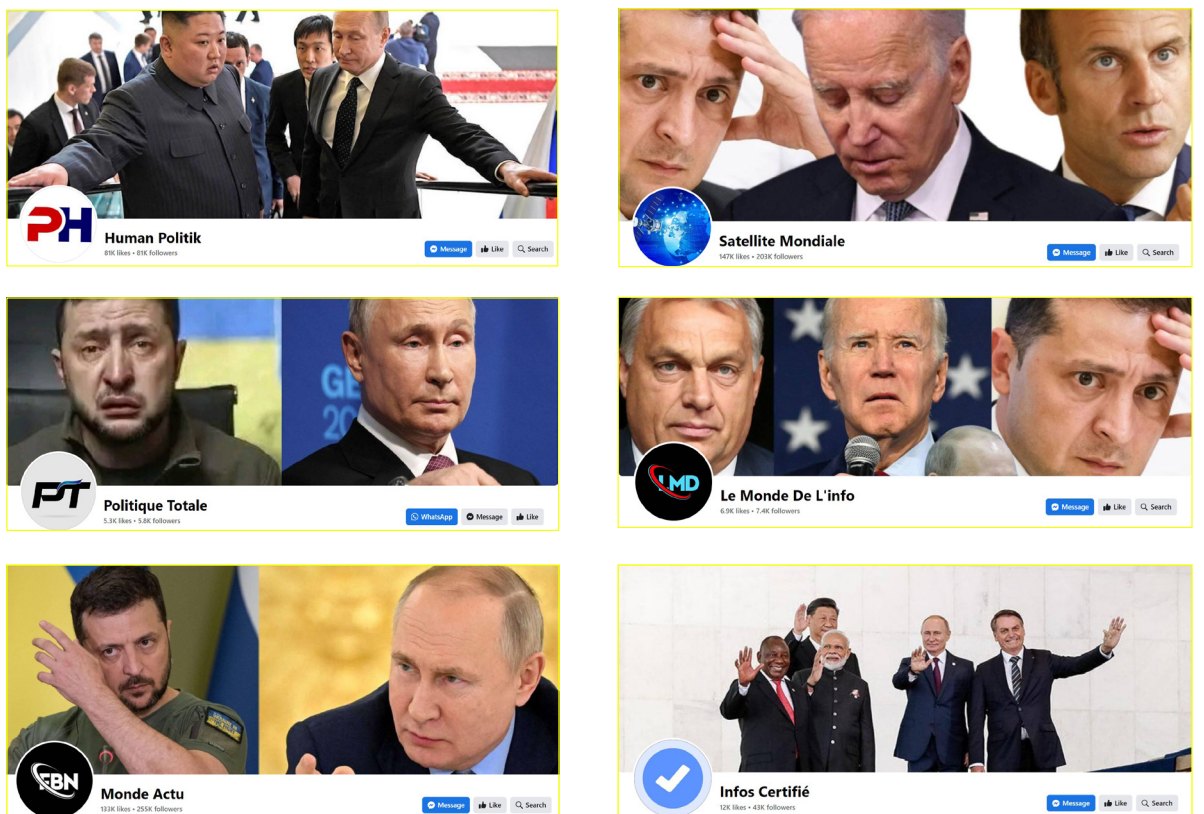 PH
Human Politik
81K likes • 81K followers
Message
Like
Search
Satellite Mondiale
147K likes • 203K followers
Message
Like
Search
GE
202
PT
Politique Totale
5.3K likes • 5.8K followers
WhatsApp
Message
Like
LMD
Le Monde De L'info
6.9K likes • 7.4K followers
Message
Like
Search
FBN
Monde Actu
133K likes • 255K followers
Message
Like
Search
Infos Certifié
12K likes • 43K followers
Message
Like
Search